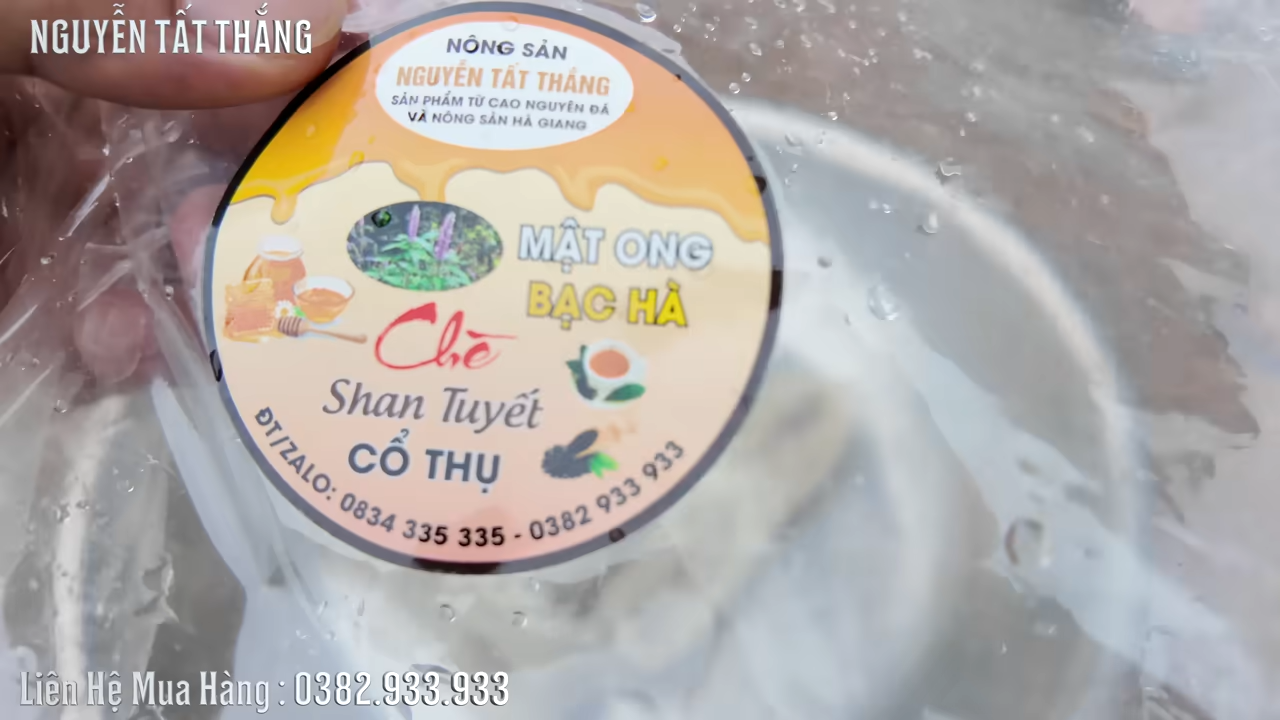 NGUYỄN TẤT THẮNG
NÔNG SẢN
NGUYỄN TẤT THẮNG
SẢN PHẨM TỪ CAO NGUYÊN ĐÁ
VÀ NÔNG SẢN HÀ GIANG
MẬT ONG
BẠC HÀ
Chè
Shan Tuyết
CỔ THỤ
ĐT/ZALO: 0834 335 335 - 0382 933 933
Liên Hệ Mua Hàng : 0382.933.933